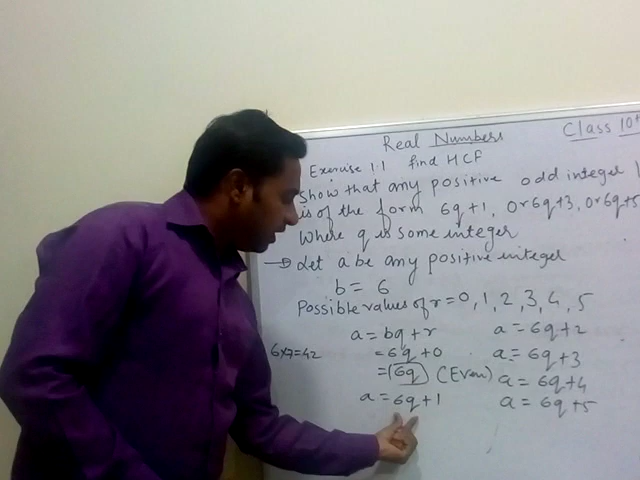 Real Numbers
Class 10th
Exercise 1.1 find HCF
Show that any positive odd integer
is of the form 6q+1, Or 6q+3, Or 6q+5
Where q is some integer
→ Let a be any positive integer
b = 6
Possible values of r = 0, 1, 2, 3, 4, 5
a = bq + r
= 6q + 0
6x7=42
= 6q (Even)
a = 6q + 1
a = 6q + 2
a = 6q + 3
a = 6q + 4
a = 6q + 5